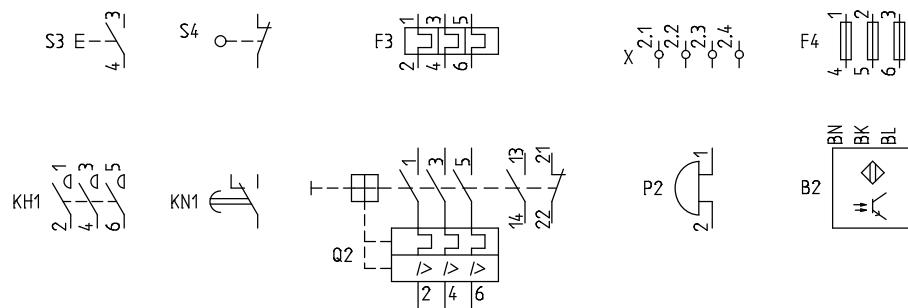 S3 E 3 4
S4
F3 1 3 5 2 4 6
X 2.1 2.2 2.3 2.4
F4 1 2 3 4 5 6
KH1 1 3 5 2 4 6
KN1
Q2 1 3 5 13 21 14 22 I> I> I> 2 4 6
P2 1 2
B2 BN BK BL